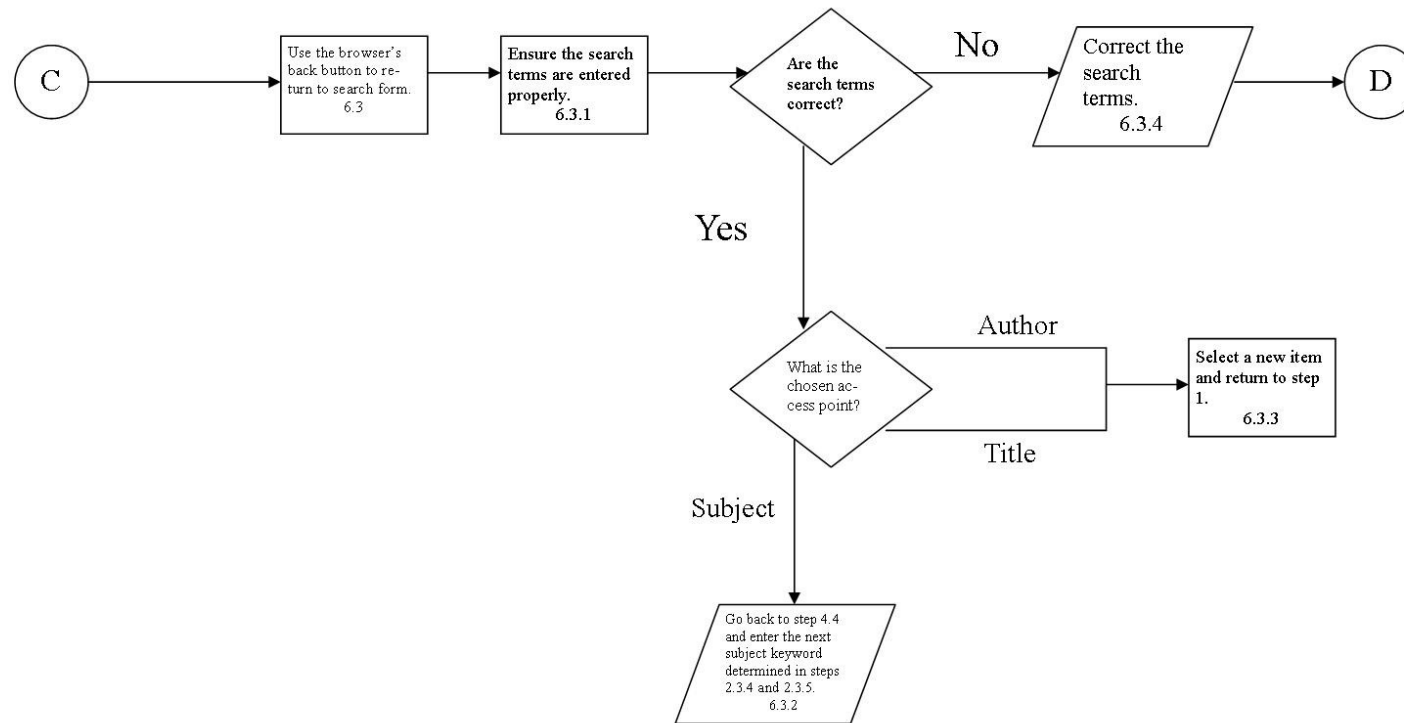 C
Use the browser's
back button to re-
turn to search form.
6.3
Ensure the search
terms are entered
properly.
6.3.1
Are the
search terms
correct?
No
Correct the
search
terms.
6.3.4
D
Yes
What is the
chosen ac-
cess point?
Author
Title
Select a new item
and return to step
1.
6.3.3
Subject
Go back to step 4.4
and enter the next
subject keyword
determined in steps
2.3.4 and 2.3.5.
6.3.2